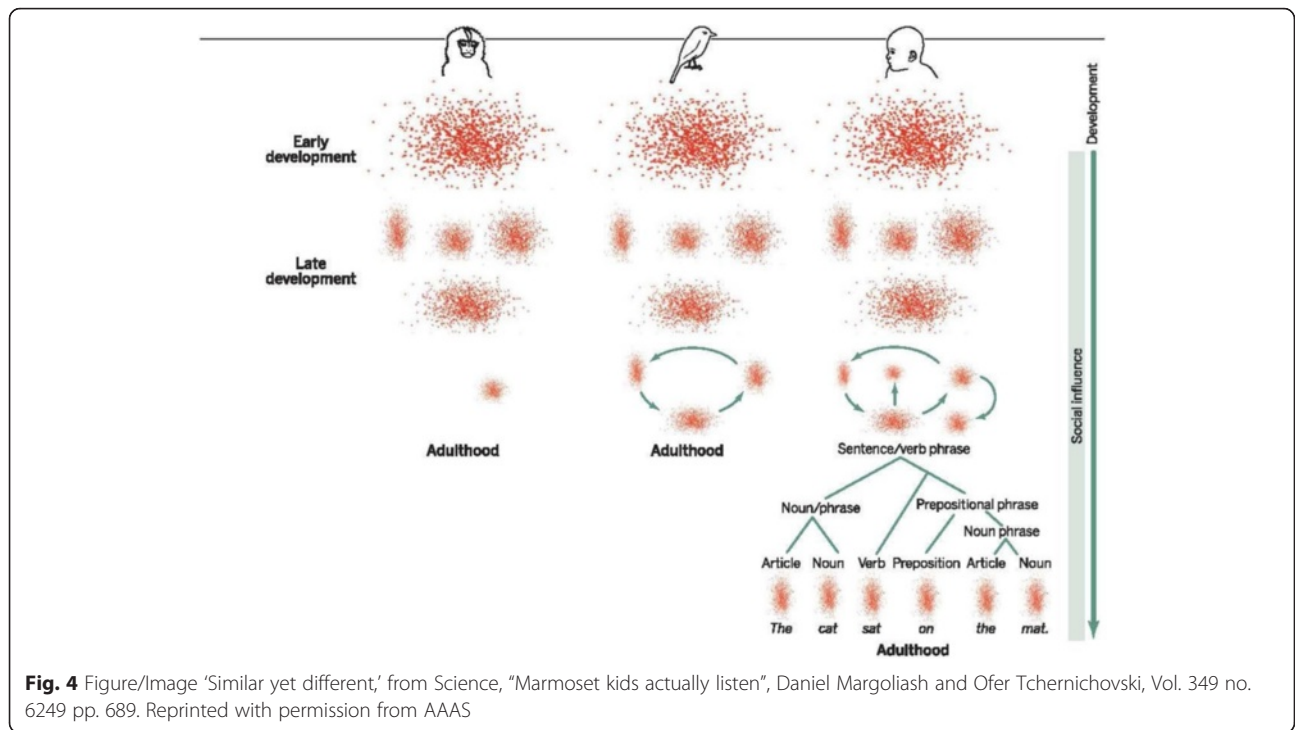 Development
Early
development
Late
development
Social influence
Adulthood
Adulthood
Sentence/verb phrase
Noun/phrase
Prepositional phrase
Noun phrase
Article Noun Verb Preposition Article Noun
The cat sat on the mat.
Adulthood
Fig. 4 Figure/Image ‘Similar yet different,’ from Science, “Marmoset kids actually listen”, Daniel Margoliash and Ofer Tchernichovski, Vol. 349 no.
6249 pp. 689. Reprinted with permission from AAAS